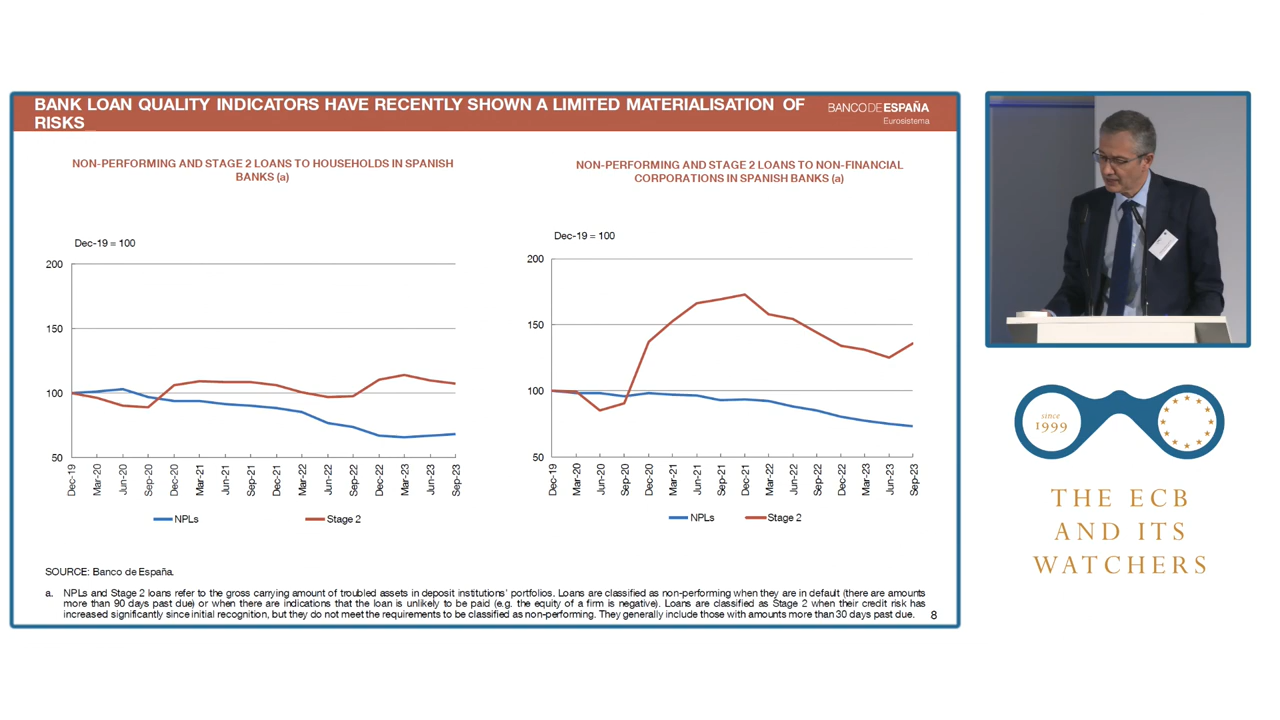 BANK LOAN QUALITY INDICATORS HAVE RECENTLY SHOWN A LIMITED MATERIALISATION OF
RISKS
BANCODEESPAÑA
Eurosistema
NON-PERFORMING AND STAGE 2 LOANS TO HOUSEHOLDS IN SPANISH
BANKS (a)
Dec-19 = 100
200
150
100
50
Dec-19
Mar-20
Jun-20
Sep-20
Dec-20
Mar-21
Jun-21
Sep-21
Dec-21
Mar-22
Jun-22
Sep-22
Dec-22
Mar-23
Jun-23
Sep-23
NPLs
Stage 2
NON-PERFORMING AND STAGE 2 LOANS TO NON-FINANCIAL
CORPORATIONS IN SPANISH BANKS (a)
Dec-19 = 100
200
150
100
50
Dec-19
Mar-20
Jun-20
Sep-20
Dec-20
Mar-21
Jun-21
Sep-21
Dec-21
Mar-22
Jun-22
Sep-22
Dec-22
Mar-23
Jun-23
Sep-23
NPLs
Stage 2
SOURCE: Banco de España.
a. NPLs and Stage 2 loans refer to the gross carrying amount of troubled assets in deposit institutions' portfolios. Loans are classified as non-performing when they are in default (there are amounts
more than 90 days past due) or when there are indications that the loan is unlikely to be paid (e.g. the equity of a firm is negative). Loans are classified as Stage 2 when their credit risk has
increased significantly since initial recognition, but they do not meet the requirements to be classified as non-performing. They generally include those with amounts more than 30 days past due.
8
since
1999
THE ECB
AND ITS
WATCHERS